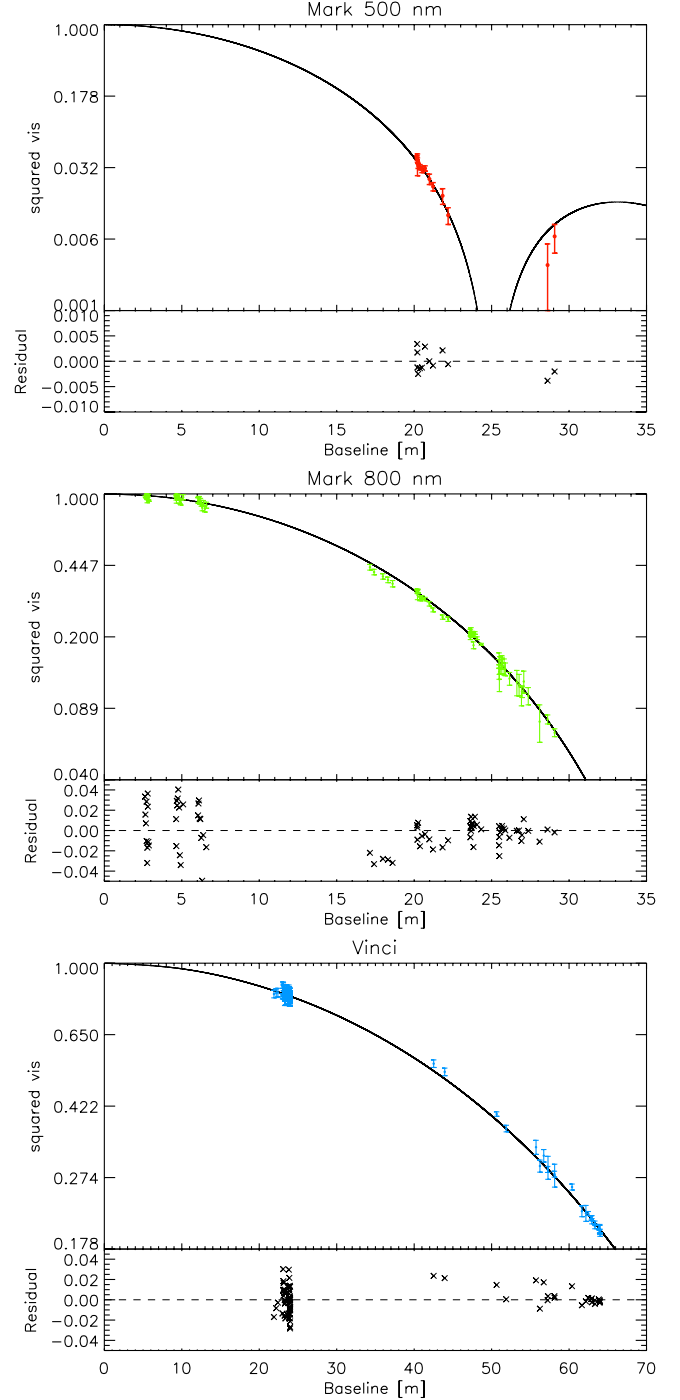 Mark 500 nm
1.000
0.178
0.032
0.006
0.001
squared vis
0.010
0.005
0.000
−0.005
−0.010
Residual
0 5 10 15 20 25 30 35
Baseline [m]
Mark 800 nm
1.000
0.447
0.200
0.089
0.040
squared vis
0.04
0.02
0.00
−0.02
−0.04
Residual
0 5 10 15 20 25 30 35
Baseline [m]
Vinci
1.000
0.650
0.422
0.274
0.178
squared vis
0.04
0.02
0.00
−0.02
−0.04
Residual
0 10 20 30 40 50 60 70
Baseline [m]